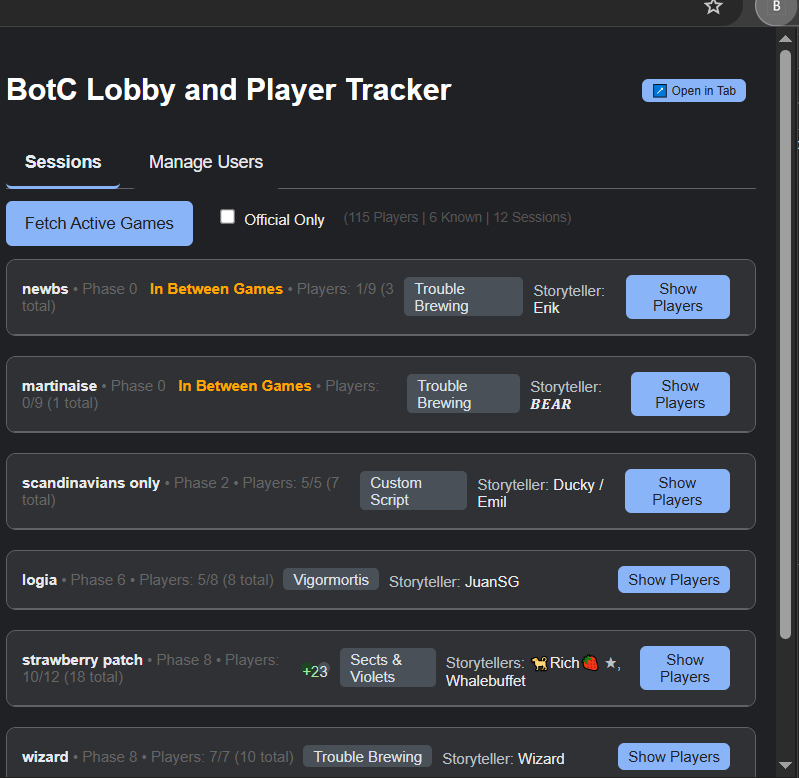 B
BotC Lobby and Player Tracker
Open in Tab
Sessions
Manage Users
Fetch Active Games
Official Only
(115 Players | 6 Known | 12 Sessions)
newbs • Phase 0 In Between Games • Players: 1/9 (3
total)
Trouble
Brewing
Storyteller:
Erik
Show
Players
martinaise • Phase 0 In Between Games • Players:
0/9 (1 total)
Trouble
Brewing
Storyteller:
𝑩𝑬𝑨𝑹
Show
Players
scandinavians only • Phase 2 • Players: 5/5 (7
total)
Custom
Script
Storyteller: Ducky /
Emil
Show
Players
logia • Phase 6 • Players: 5/8 (8 total)
Vigormortis
Storyteller: JuanSG
Show Players
strawberry patch • Phase 8 • Players:
10/12 (18 total)
+23
Sects &
Violets
Storytellers: 🐈Rich🍓 ★,
Whalebuffet
Show
Players
wizard • Phase 8 • Players: 7/7 (10 total)
Trouble Brewing
Storyteller: Wizard
Show Players